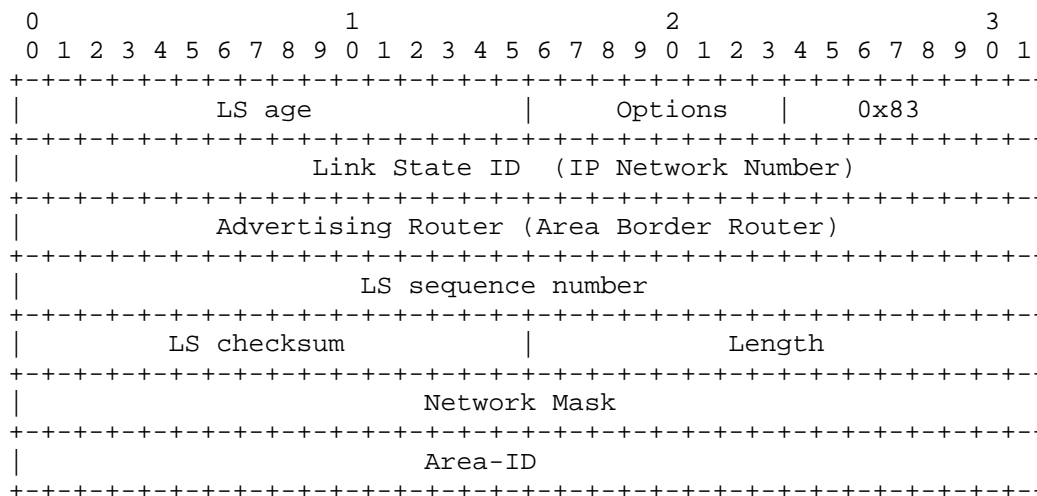 0                   1                   2                   3
0 1 2 3 4 5 6 7 8 9 0 1 2 3 4 5 6 7 8 9 0 1 2 3 4 5 6 7 8 9 0 1
+-+-+-+-+-+-+-+-+-+-+-+-+-+-+-+-+-+-+-+-+-+-+-+-+-+-+-+-+-+-+-+--
|            LS age             |     Options   |    0x83
+-+-+-+-+-+-+-+-+-+-+-+-+-+-+-+-+-+-+-+-+-+-+-+-+-+-+-+-+-+-+-+--
|                  Link State ID  (IP Network Number)
+-+-+-+-+-+-+-+-+-+-+-+-+-+-+-+-+-+-+-+-+-+-+-+-+-+-+-+-+-+-+-+--
|            Advertising Router (Area Border Router)
+-+-+-+-+-+-+-+-+-+-+-+-+-+-+-+-+-+-+-+-+-+-+-+-+-+-+-+-+-+-+-+--
|                     LS sequence number
+-+-+-+-+-+-+-+-+-+-+-+-+-+-+-+-+-+-+-+-+-+-+-+-+-+-+-+-+-+-+-+--
|         LS checksum           |            Length
+-+-+-+-+-+-+-+-+-+-+-+-+-+-+-+-+-+-+-+-+-+-+-+-+-+-+-+-+-+-+-+--
|                         Network Mask
+-+-+-+-+-+-+-+-+-+-+-+-+-+-+-+-+-+-+-+-+-+-+-+-+-+-+-+-+-+-+-+--
|                         Area-ID
+-+-+-+-+-+-+-+-+-+-+-+-+-+-+-+-+-+-+-+-+-+-+-+-+-+-+-+-+-+-+-+--